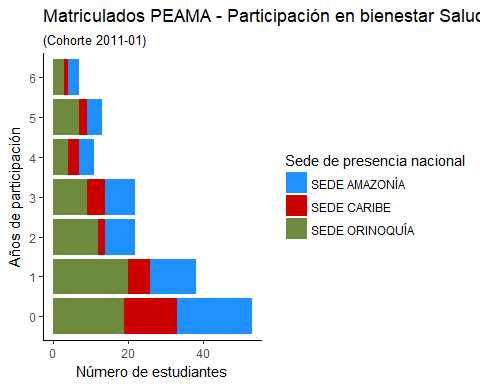 Matriculados PEAMA - Participación en bienestar Salud
(Cohorte 2011-01)
Años de participación
6
5
4
3
2
1
0
0 20 40
Número de estudiantes
Sede de presencia nacional
SEDE AMAZONÍA
SEDE CARIBE
SEDE ORINOQUÍA